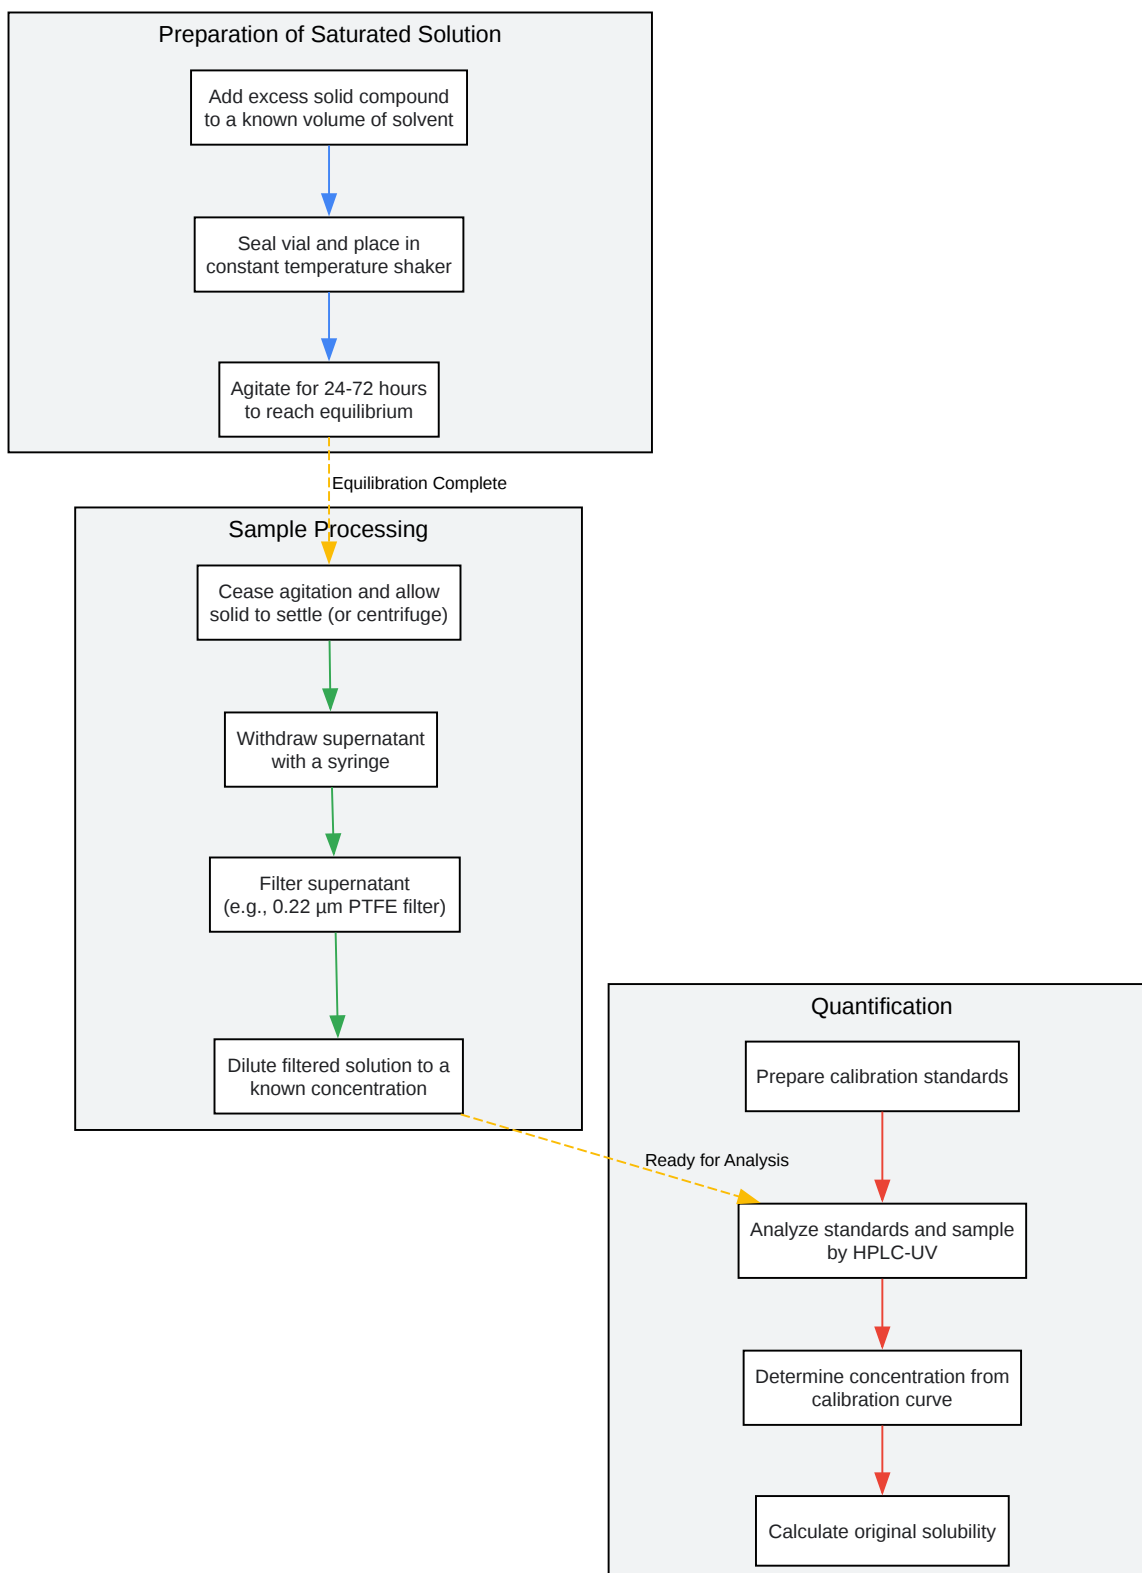 Preparation of Saturated Solution
Add excess solid compound
to a known volume of solvent
Seal vial and place in
constant temperature shaker
Agitate for 24-72 hours
to reach equilibrium
Equilibration Complete
Sample Processing
Cease agitation and allow
solid to settle (or centrifuge)
Withdraw supernatant
with a syringe
Filter supernatant
(e.g., 0.22 µm PTFE filter)
Dilute filtered solution to a
known concentration
Ready for Analysis
Quantification
Prepare calibration standards
Analyze standards and sample
by HPLC-UV
Determine concentration from
calibration curve
Calculate original solubility